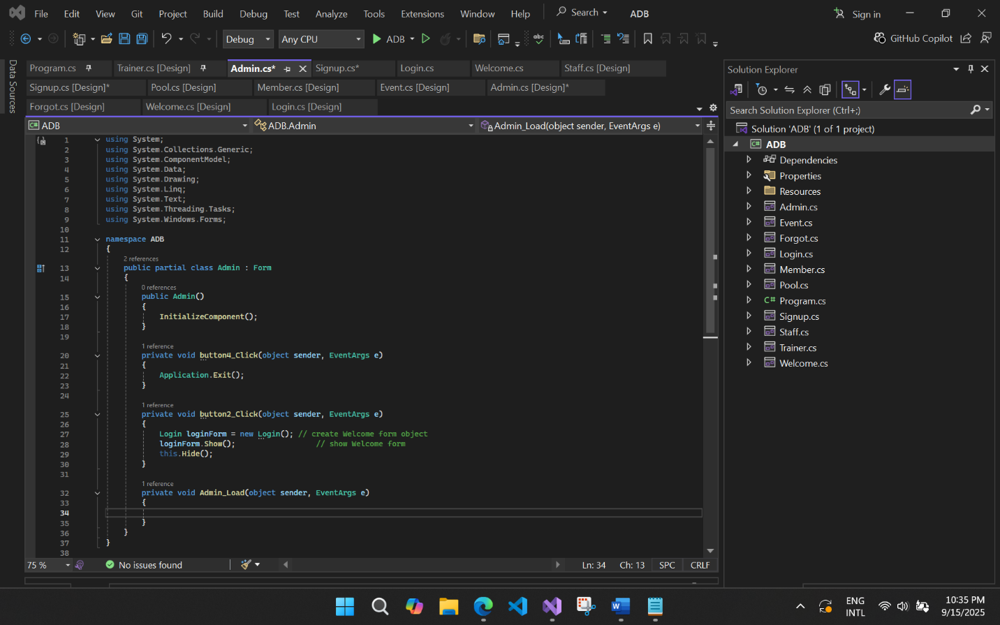 File Edit View Git Project Build Debug Test Analyze Tools Extensions Window Help Search ADB Sign in
Debug Any CPU ADB abc GitHub Copilot
Data Sources
Program.cs Trainer.cs [Design] Admin.cs* Signup.cs* Login.cs Welcome.cs Staff.cs [Design]
Signup.cs [Design]* Pool.cs [Design] Member.cs [Design] Event.cs [Design] Admin.cs [Design]*
Forgot.cs [Design] Welcome.cs [Design] Login.cs [Design]
C# ADB ADB.Admin Admin_Load(object sender, EventArgs e)
1 using System;
2 using System.Collections.Generic;
3 using System.ComponentModel;
4 using System.Data;
5 using System.Drawing;
6 using System.Linq;
7 using System.Text;
8 using System.Threading.Tasks;
9 using System.Windows.Forms;
10
11 namespace ADB
12 {
2 references
13 public partial class Admin : Form
14 {
0 references
15 public Admin()
16 {
17 InitializeComponent();
18 }
19
1 reference
20 private void button4_Click(object sender, EventArgs e)
21 {
22 Application.Exit();
23 }
24
1 reference
25 private void button2_Click(object sender, EventArgs e)
26 {
27 Login loginForm = new Login(); // create Welcome form object
28 loginForm.Show(); // show Welcome form
29 this.Hide();
30 }
31
1 reference
32 private void Admin_Load(object sender, EventArgs e)
33 {
34
35 }
36 }
37 }
38
75 % No issues found Ln: 34 Ch: 13 SPC CRLF
Solution Explorer
Search Solution Explorer (Ctrl+;)
Solution 'ADB' (1 of 1 project)
C# ADB
Dependencies
Properties
Resources
Admin.cs
Event.cs
Forgot.cs
Login.cs
Member.cs
Pool.cs
C# Program.cs
Signup.cs
Staff.cs
Trainer.cs
Welcome.cs
ENG
INTL
10:35 PM
9/15/2025